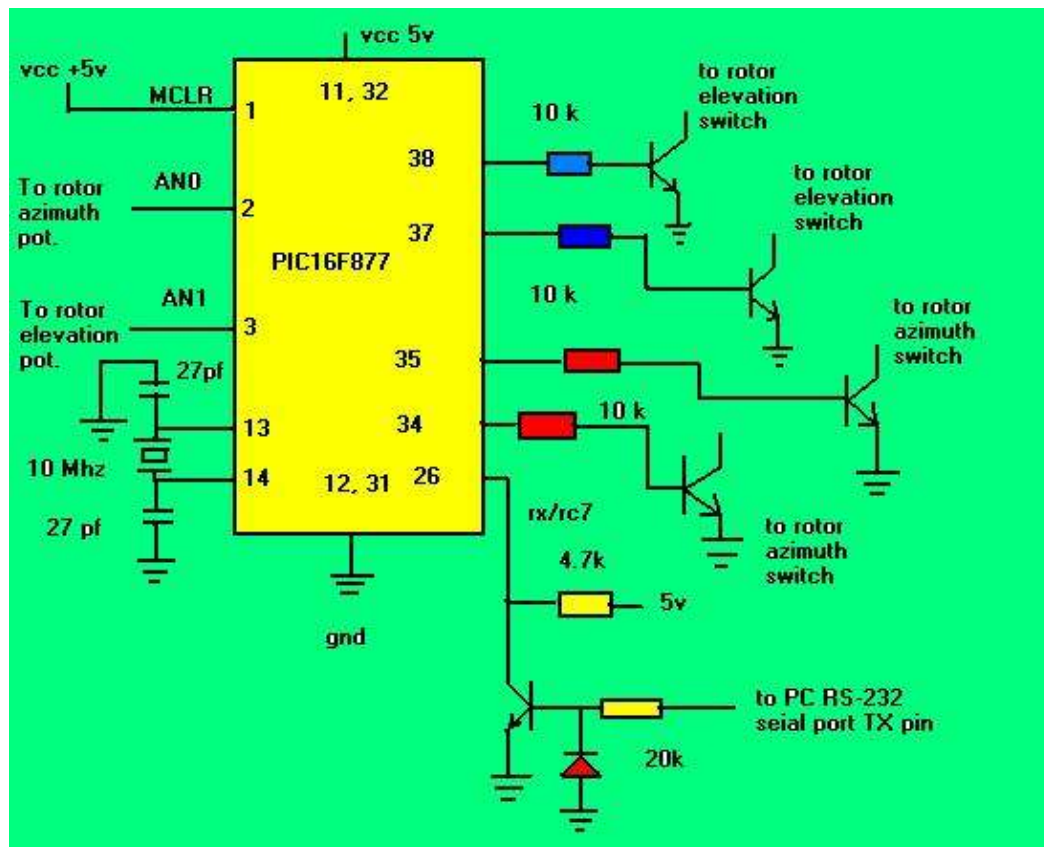 vcc 5v
vcc +5v
MCLR
1
11, 32
to rotor
elevation
switch
10 k
38
To rotor
azimuth
pot.
AN0
2
to rotor
elevation
switch
37
PIC16F877
10 k
AN1
To rotor
elevation
pot.
3
to rotor
azimuth
switch
35
27pf
10 k
13
34
10 Mhz
14
12, 31
26
27 pf
rx/rc7
to rotor
azimuth
switch
4.7k
5v
gnd
to PC RS-232
seial port TX pin
20k